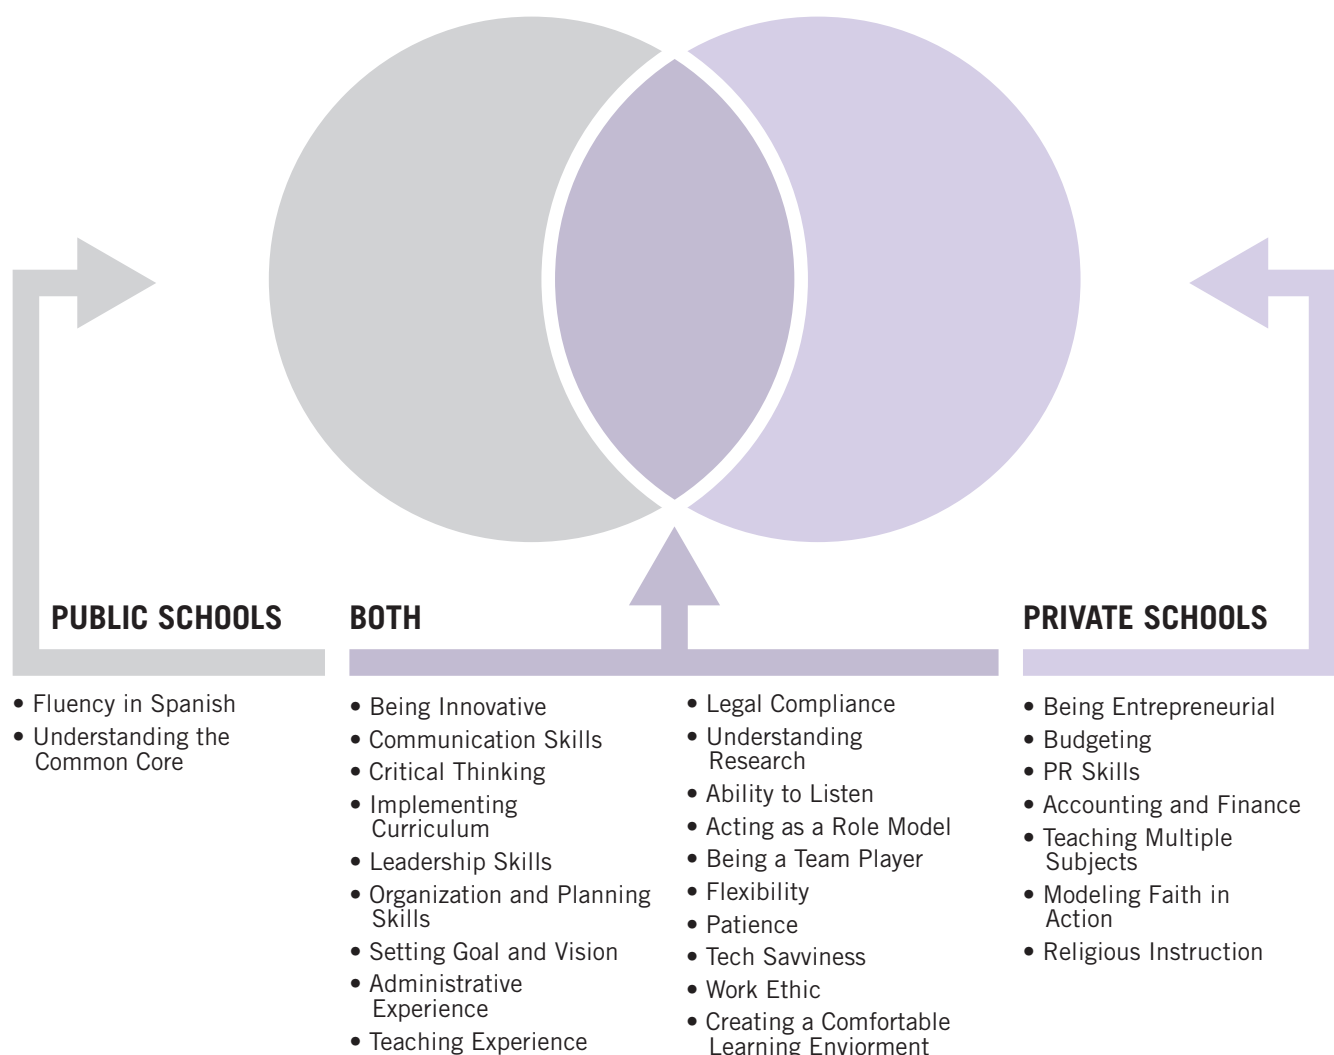 PUBLIC SCHOOLS
• Fluency in Spanish
• Understanding the
Common Core
BOTH
• Being Innovative
• Communication Skills
• Critical Thinking
• Implementing
Curriculum
• Leadership Skills
• Organization and Planning
Skills
• Setting Goal and Vision
• Administrative
Experience
• Teaching Experience
• Legal Compliance
• Understanding
Research
• Ability to Listen
• Acting as a Role Model
• Being a Team Player
• Flexibility
• Patience
• Tech Savviness
• Work Ethic
• Creating a Comfortable
Learning Enviorment
PRIVATE SCHOOLS
• Being Entrepreneurial
• Budgeting
• PR Skills
• Accounting and Finance
• Teaching Multiple
Subjects
• Modeling Faith in
Action
• Religious Instruction